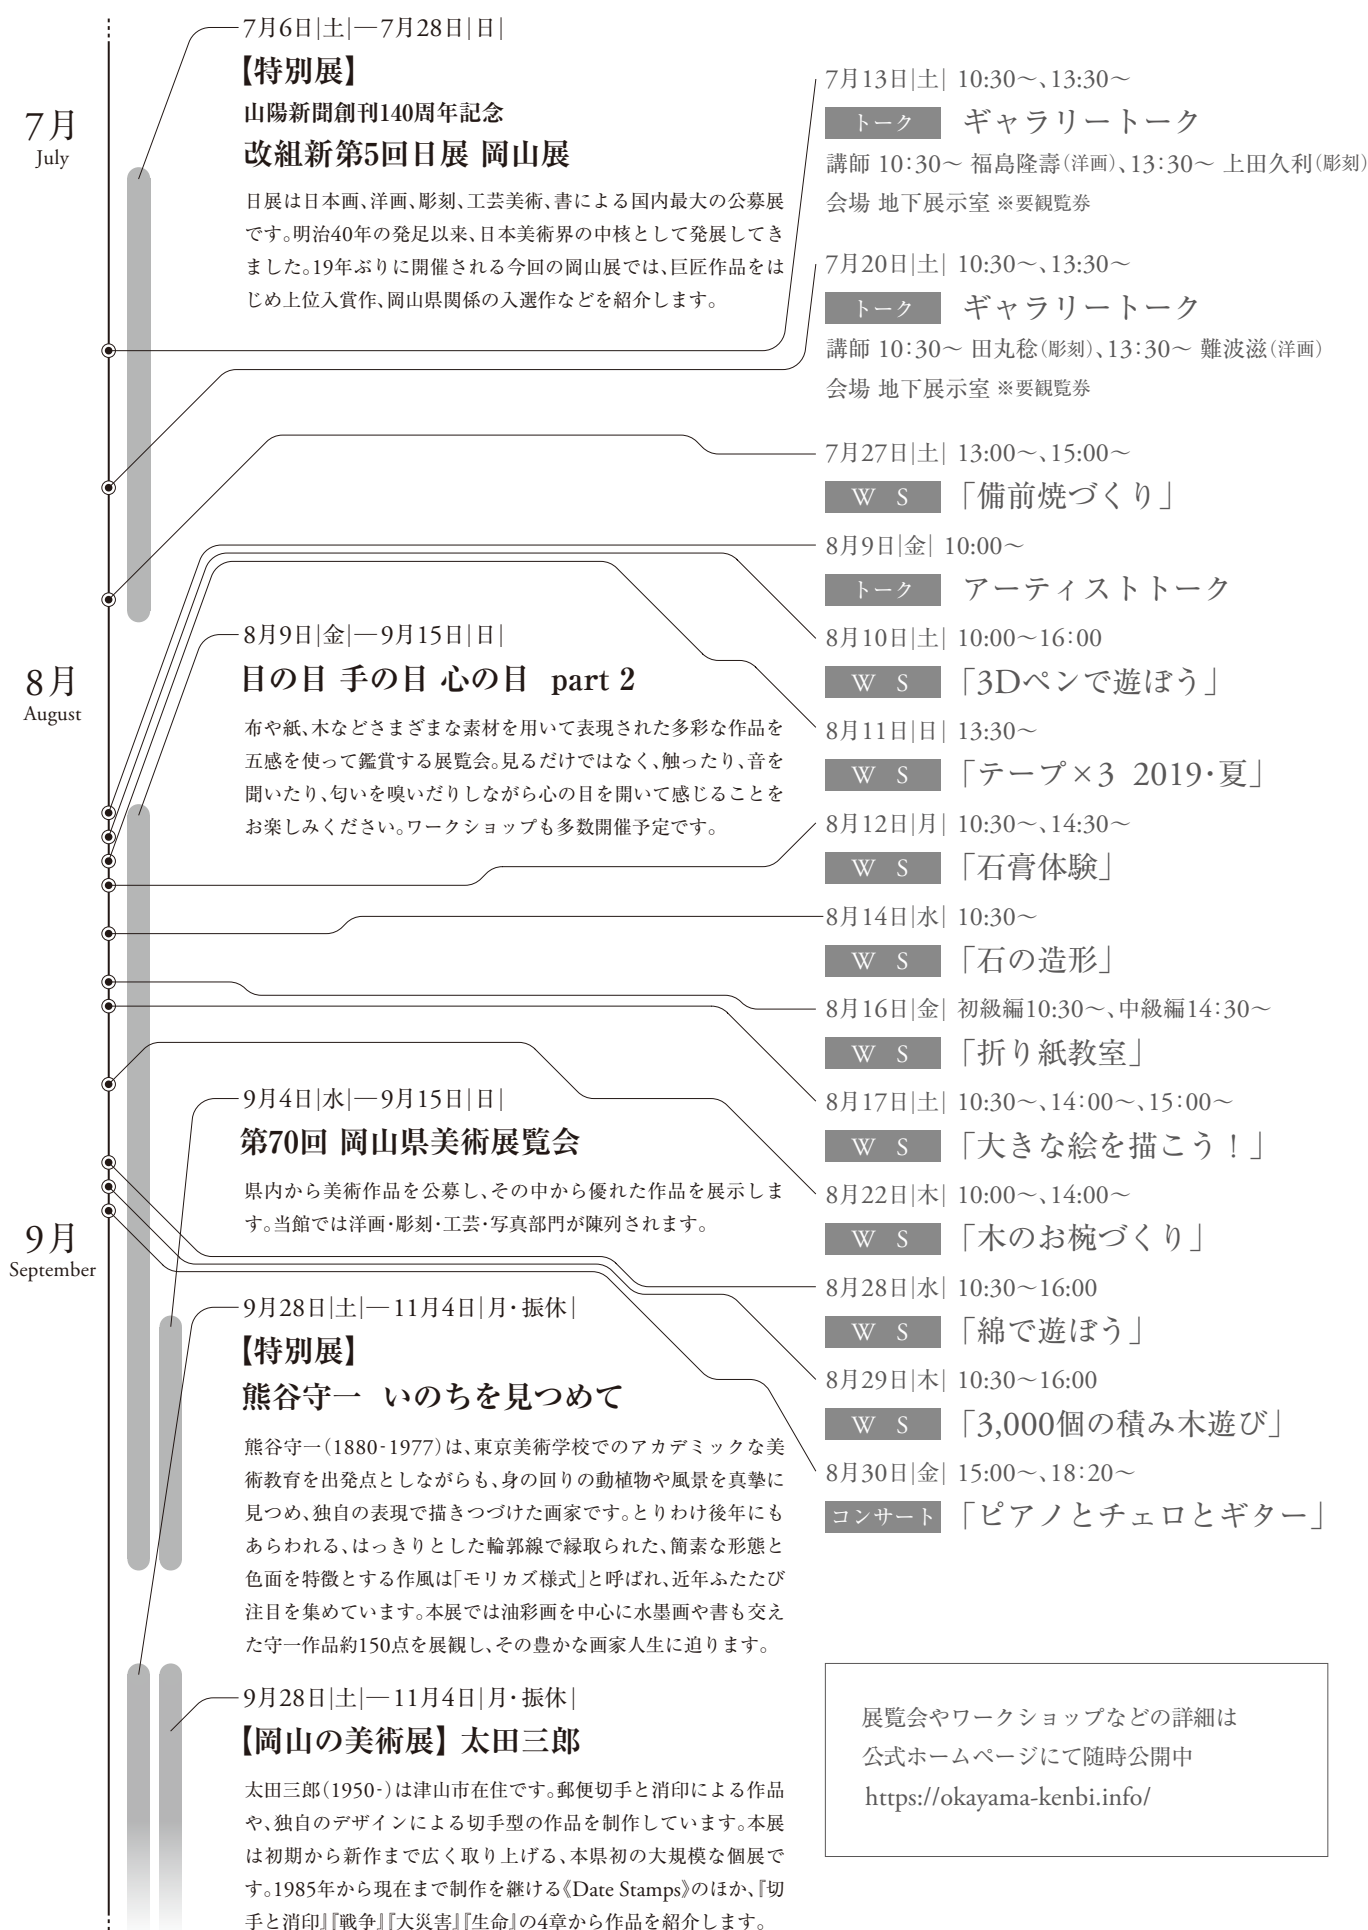 7月
July
7月6日|土|—7月28日|日|
【特別展】
山陽新聞創刊140周年記念
改組新第5回日展 岡山展
日展は日本画、洋画、彫刻、工芸美術、書による国内最大の公募展
です。明治40年の発足以来、日本美術界の中核として発展してき
ました。19年ぶりに開催される今回の岡山展では、巨匠作品をは
じめ上位入賞作、岡山県関係の入選作などを紹介します。
8月
August
8月9日|金|—9月15日|日|
目の目 手の目 心の目 part 2
布や紙、木などさまざまな素材を用いて表現された多彩な作品を
五感を使って鑑賞する展覧会。見るだけではなく、触ったり、音を
聞いたり、匂いを嗅いだりしながら心の目を開いて感じることを
お楽しみください。ワークショップも多数開催予定です。
9月4日|水|—9月15日|日|
第70回 岡山県美術展覧会
県内から美術作品を公募し、その中から優れた作品を展示しま
す。当館では洋画・彫刻・工芸・写真部門が陳列されます。
9月
September
9月28日|土|—11月4日|月・振休|
【特別展】
熊谷守一 いのちを見つめて
熊谷守一(1880-1977)は、東京美術学校でのアカデミックな美
術教育を出発点としながらも、身の回りの動植物や風景を真摯に
見つめ、独自の表現で描きつづけた画家です。とりわけ後年にも
あらわれる、はっきりとした輪郭線で縁取られた、簡素な形態と
色面を特徴とする作風は「モリカズ様式」と呼ばれ、近年ふたたび
注目を集めています。本展では油彩画を中心に水墨画や書も交え
た守一作品約150点を展観し、その豊かな画家人生に迫ります。
9月28日|土|—11月4日|月・振休|
【岡山の美術展】太田三郎
太田三郎(1950-)は津山市在住です。郵便切手と消印による作品
や、独自のデザインによる切手型の作品を制作しています。本展
は初期から新作まで広く取り上げる、本県初の大規模な個展で
す。1985年から現在まで制作を継ける《Date Stamps》のほか、『切
手と消印』『戦争』『大災害』『生命』の4章から作品を紹介します。
7月13日|土| 10:30〜、13:30〜
トーク ギャラリートーク
講師 10:30〜 福島隆壽(洋画)、13:30〜 上田久利(彫刻)
会場 地下展示室 ※要観覧券
7月20日|土| 10:30〜、13:30〜
トーク ギャラリートーク
講師 10:30〜 田丸稔(彫刻)、13:30〜 難波滋(洋画)
会場 地下展示室 ※要観覧券
7月27日|土| 13:00〜、15:00〜
W S 「備前焼づくり」
8月9日|金| 10:00〜
トーク アーティストトーク
8月10日|土| 10:00〜16:00
W S 「3Dペンで遊ぼう」
8月11日|日| 13:30〜
W S 「テープ×3 2019・夏」
8月12日|月| 10:30〜、14:30〜
W S 「石膏体験」
8月14日|水| 10:30〜
W S 「石の造形」
8月16日|金| 初級編10:30〜、中級編14:30〜
W S 「折り紙教室」
8月17日|土| 10:30〜、14:00〜、15:00〜
W S 「大きな絵を描こう！」
8月22日|木| 10:00〜、14:00〜
W S 「木のお椀づくり」
8月28日|水| 10:30〜16:00
W S 「綿で遊ぼう」
8月29日|木| 10:30〜16:00
W S 「3,000個の積み木遊び」
8月30日|金| 15:00〜、18:20〜
コンサート 「ピアノとチェロとギター」
展覧会やワークショップなどの詳細は
公式ホームページにて随時公開中
https://okayama-kenbi.info/